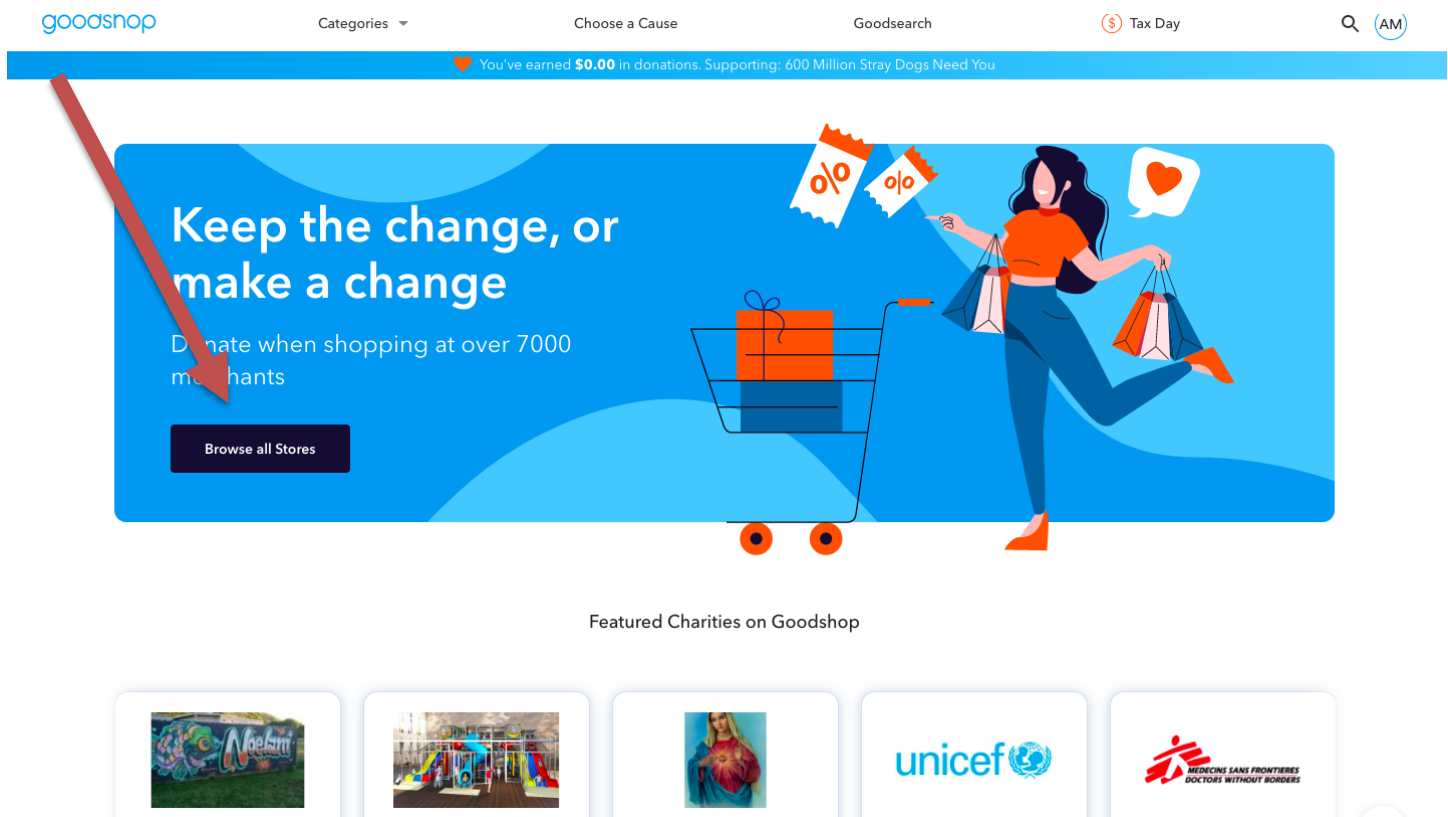 goodshop
Categories
Choose a Cause
Goodsearch
$ Tax Day
AM
You've earned $0.00 in donations. Supporting: 600 Million Stray Dogs Need You
%
%
Keep the change, or
make a change
Donate when shopping at over 7000
merchants
Browse all Stores
Featured Charities on Goodshop
Noelani
unicef
MEDECINS SANS FRONTIERES
DOCTORS WITHOUT BORDERS